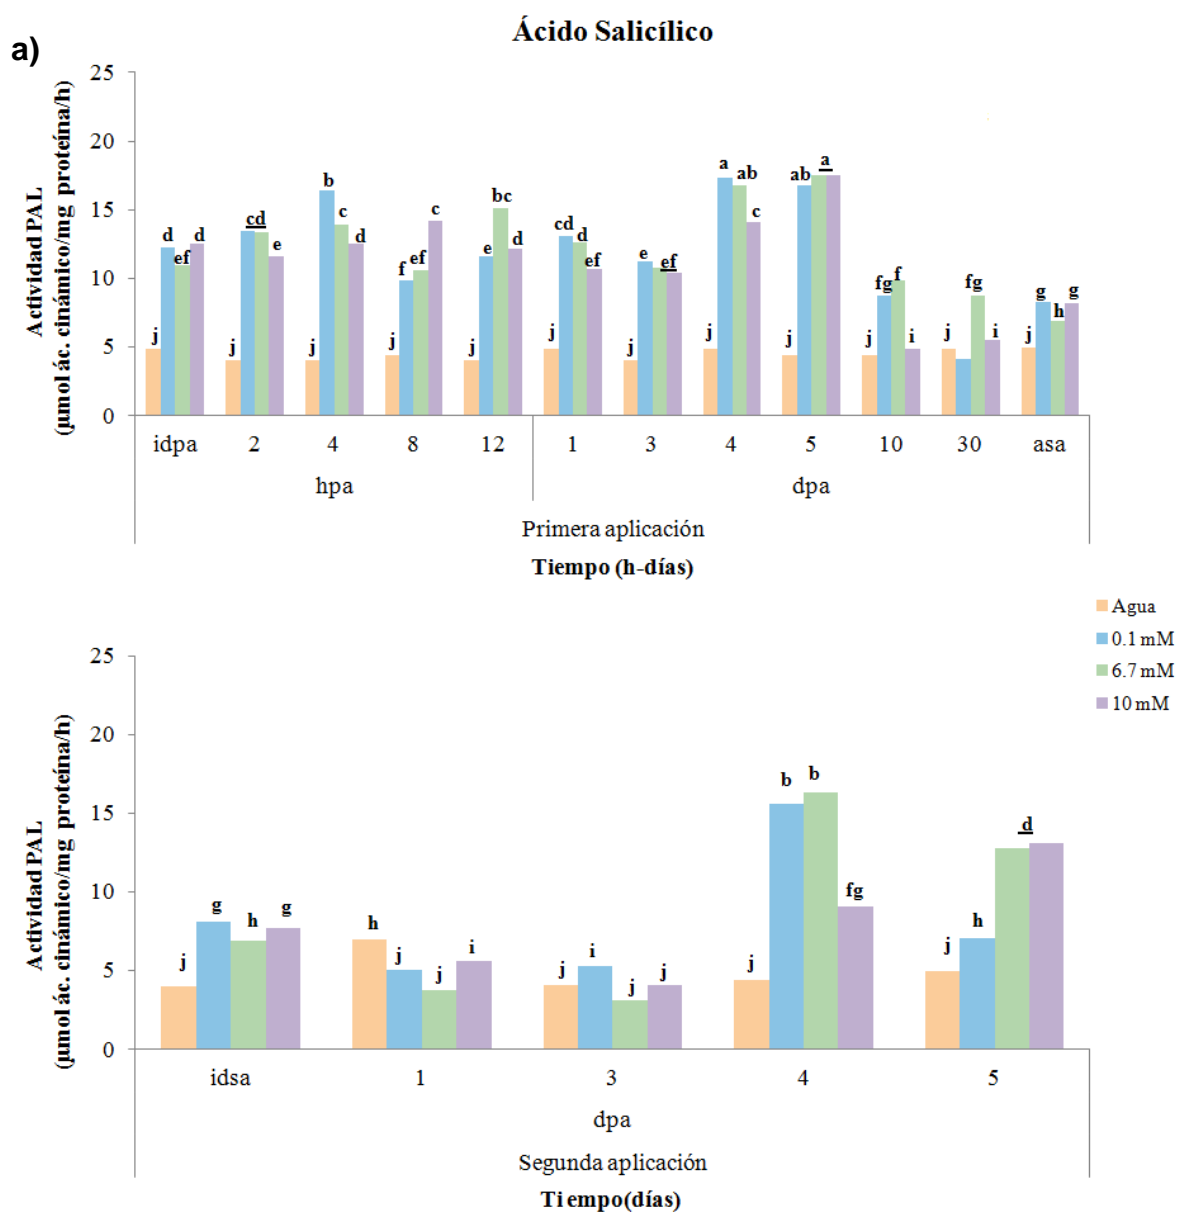 Ácido Salicílico
a)
Actividad PAL
(µmol ác. cinámico/mg proteína/h)
25
20
15
10
5
0
j d ef d
j cd e
j b c d
j f ef c
j e bc d
j cd d ef
j e ef
j a ab c
j ab a
j fg f i
j fg i
j g h g
idpa 2 4 8 12 1 3 4 5 10 30 asa
hpa dpa
Primera aplicación
Tiempo (h-días)
Agua
0.1 mM
6.7 mM
10 mM
Actividad PAL
(µmol ác. cinámico/mg proteína/h)
25
20
15
10
5
0
j g h g
h j j i
j i j j
j b b fg
j h d
idsa 1 3 4 5
dpa
Segunda aplicación
Ti empo(días)